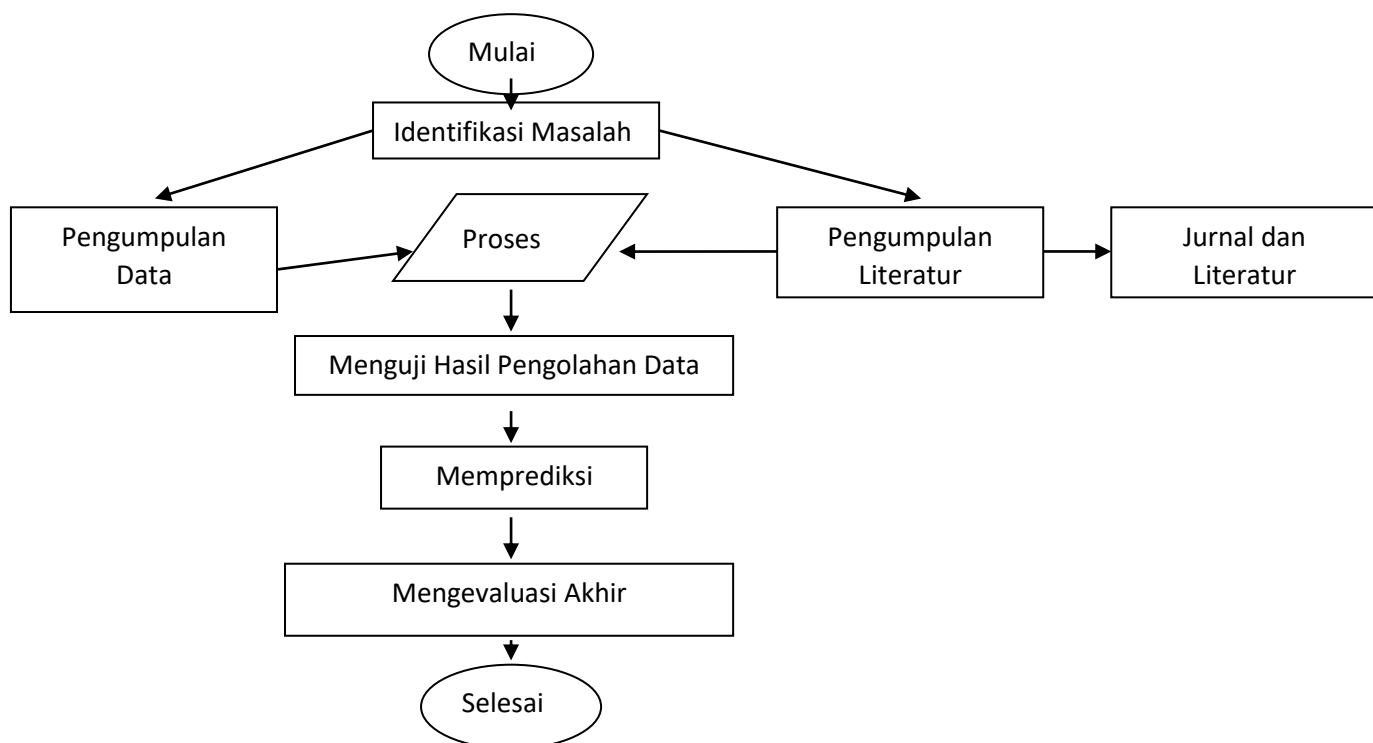 Mulai
Identifikasi Masalah
Pengumpulan
Data
Proses
Pengumpulan
Literatur
Jurnal dan
Literatur
Menguji Hasil Pengolahan Data
Memprediksi
Mengevaluasi Akhir
Selesai